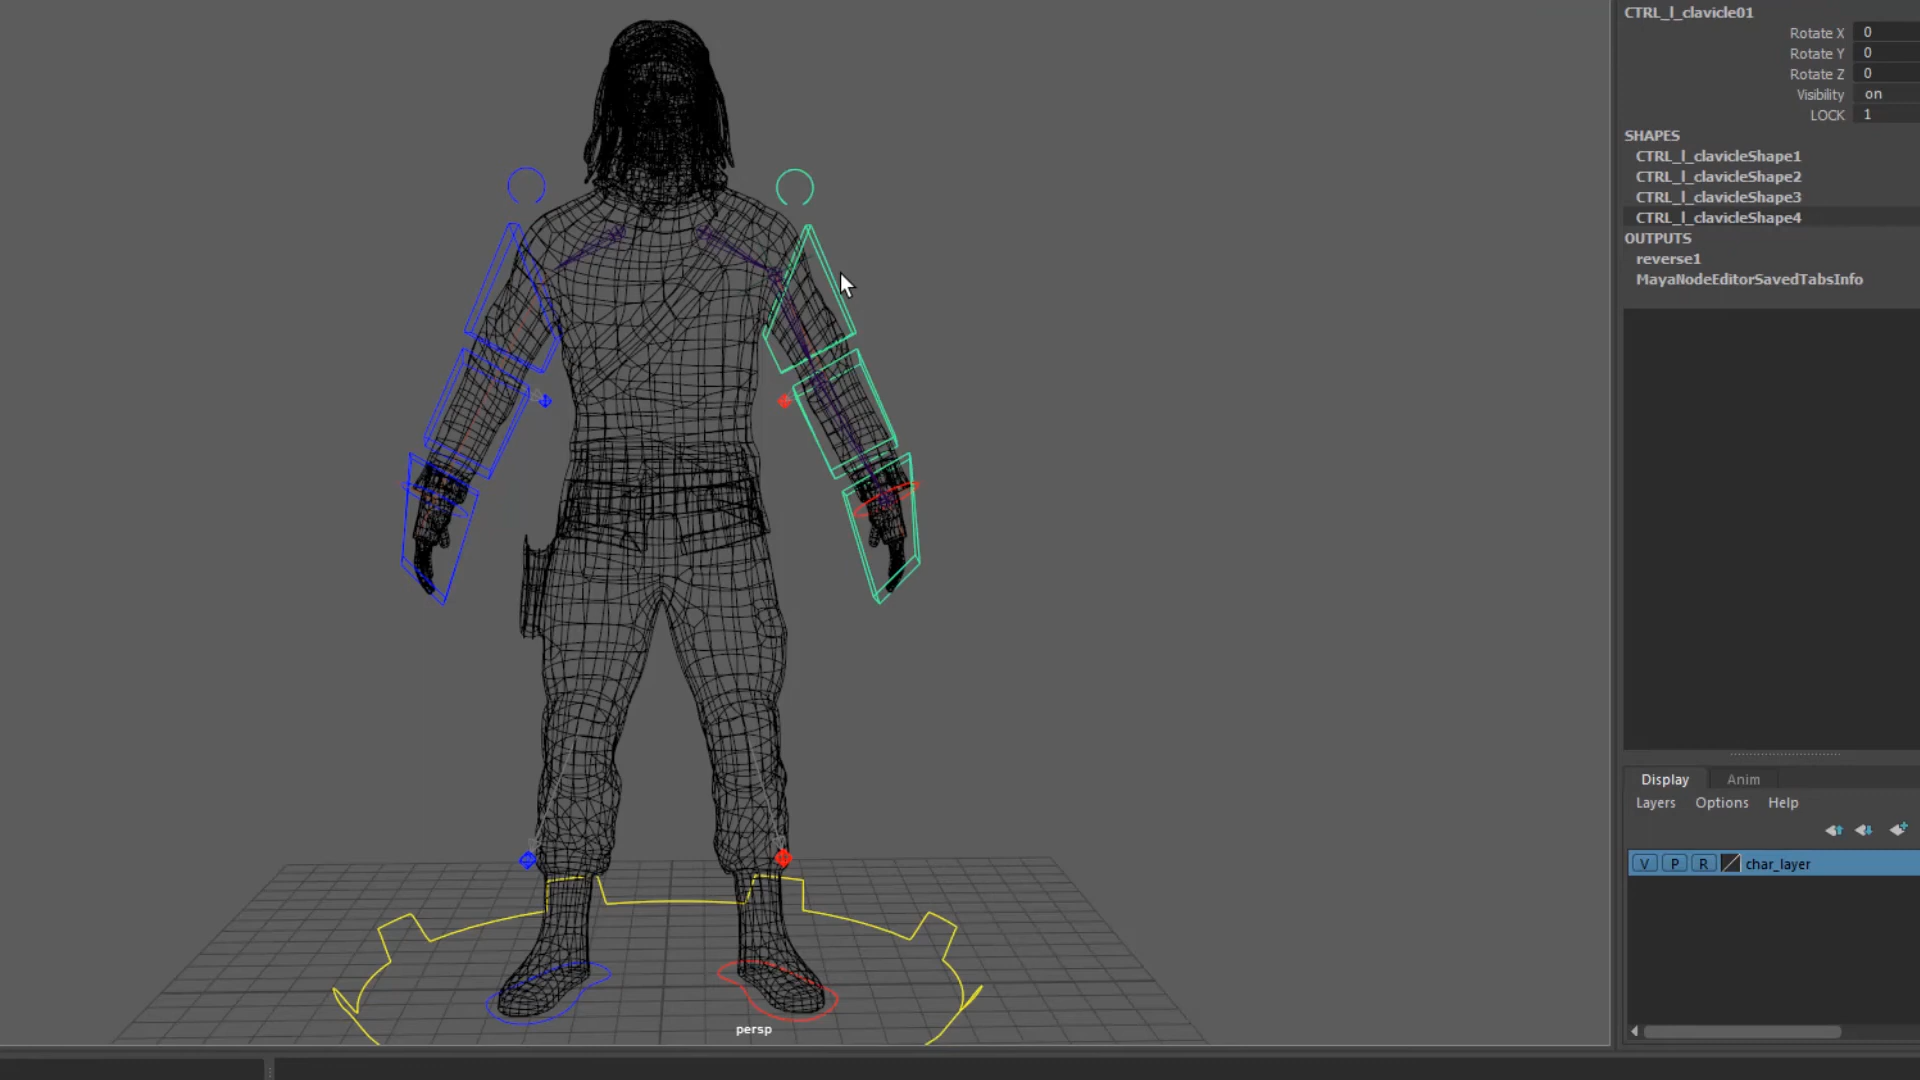 CTRL_l_clavicle01
Rotate X 0
Rotate Y 0
Rotate Z 0
Visibility on
LOCK 1
SHAPES
CTRL_l_clavicleShape1
CTRL_l_clavicleShape2
CTRL_l_clavicleShape3
CTRL_l_clavicleShape4
OUTPUTS
reverse1
MayaNodeEditorSavedTabsInfo
Display Anim
Layers Options Help
V P R char_layer
persp